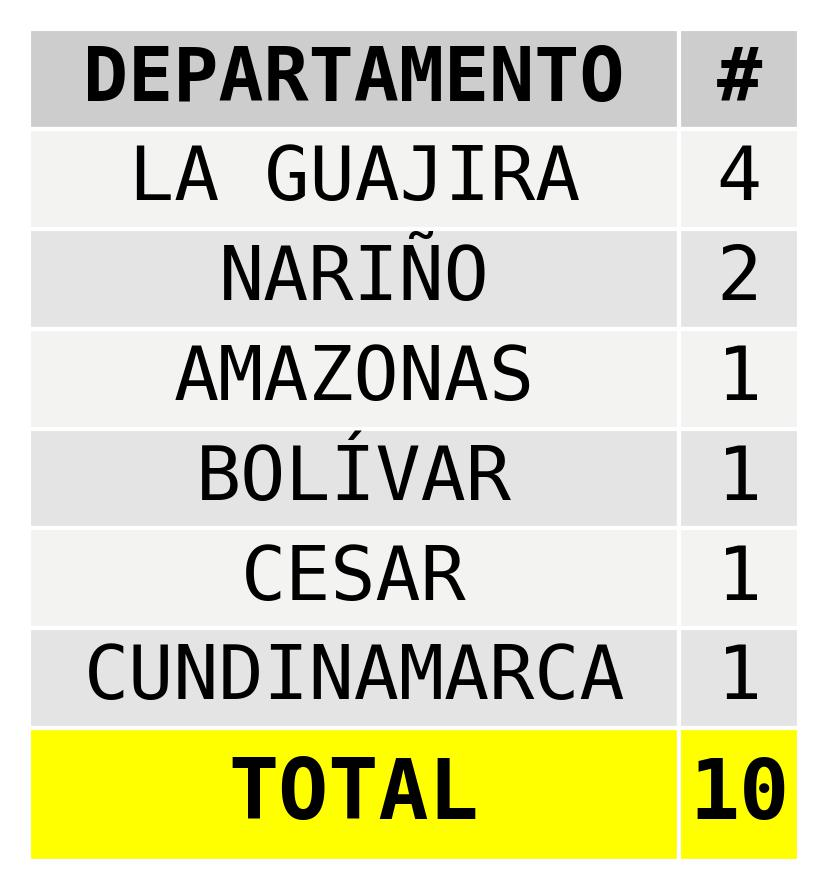 DEPARTAMENTO #
LA GUAJIRA 4
NARIÑO 2
AMAZONAS 1
BOLÍVAR 1
CESAR 1
CUNDINAMARCA 1
TOTAL 10